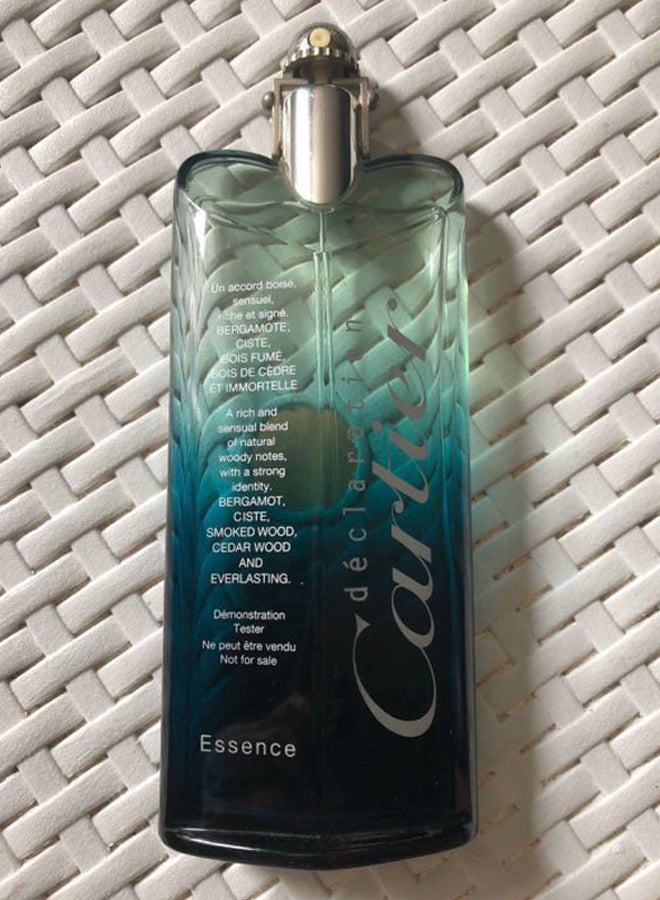 Un accord boisé,
sensuel,
riche et signé.
BERGAMOTE,
CISTE,
BOIS FUMÉ,
BOIS DE CÈDRE
ET IMMORTELLE
A rich and
sensual blend
of natural
woody notes,
with a strong
identity.
BERGAMOT,
CISTE,
SMOKED WOOD,
CEDAR WOOD
AND
EVERLASTING.
Démonstration
Tester
Ne peut être vendu
Not for sale
Essence
déclaration
Cartier